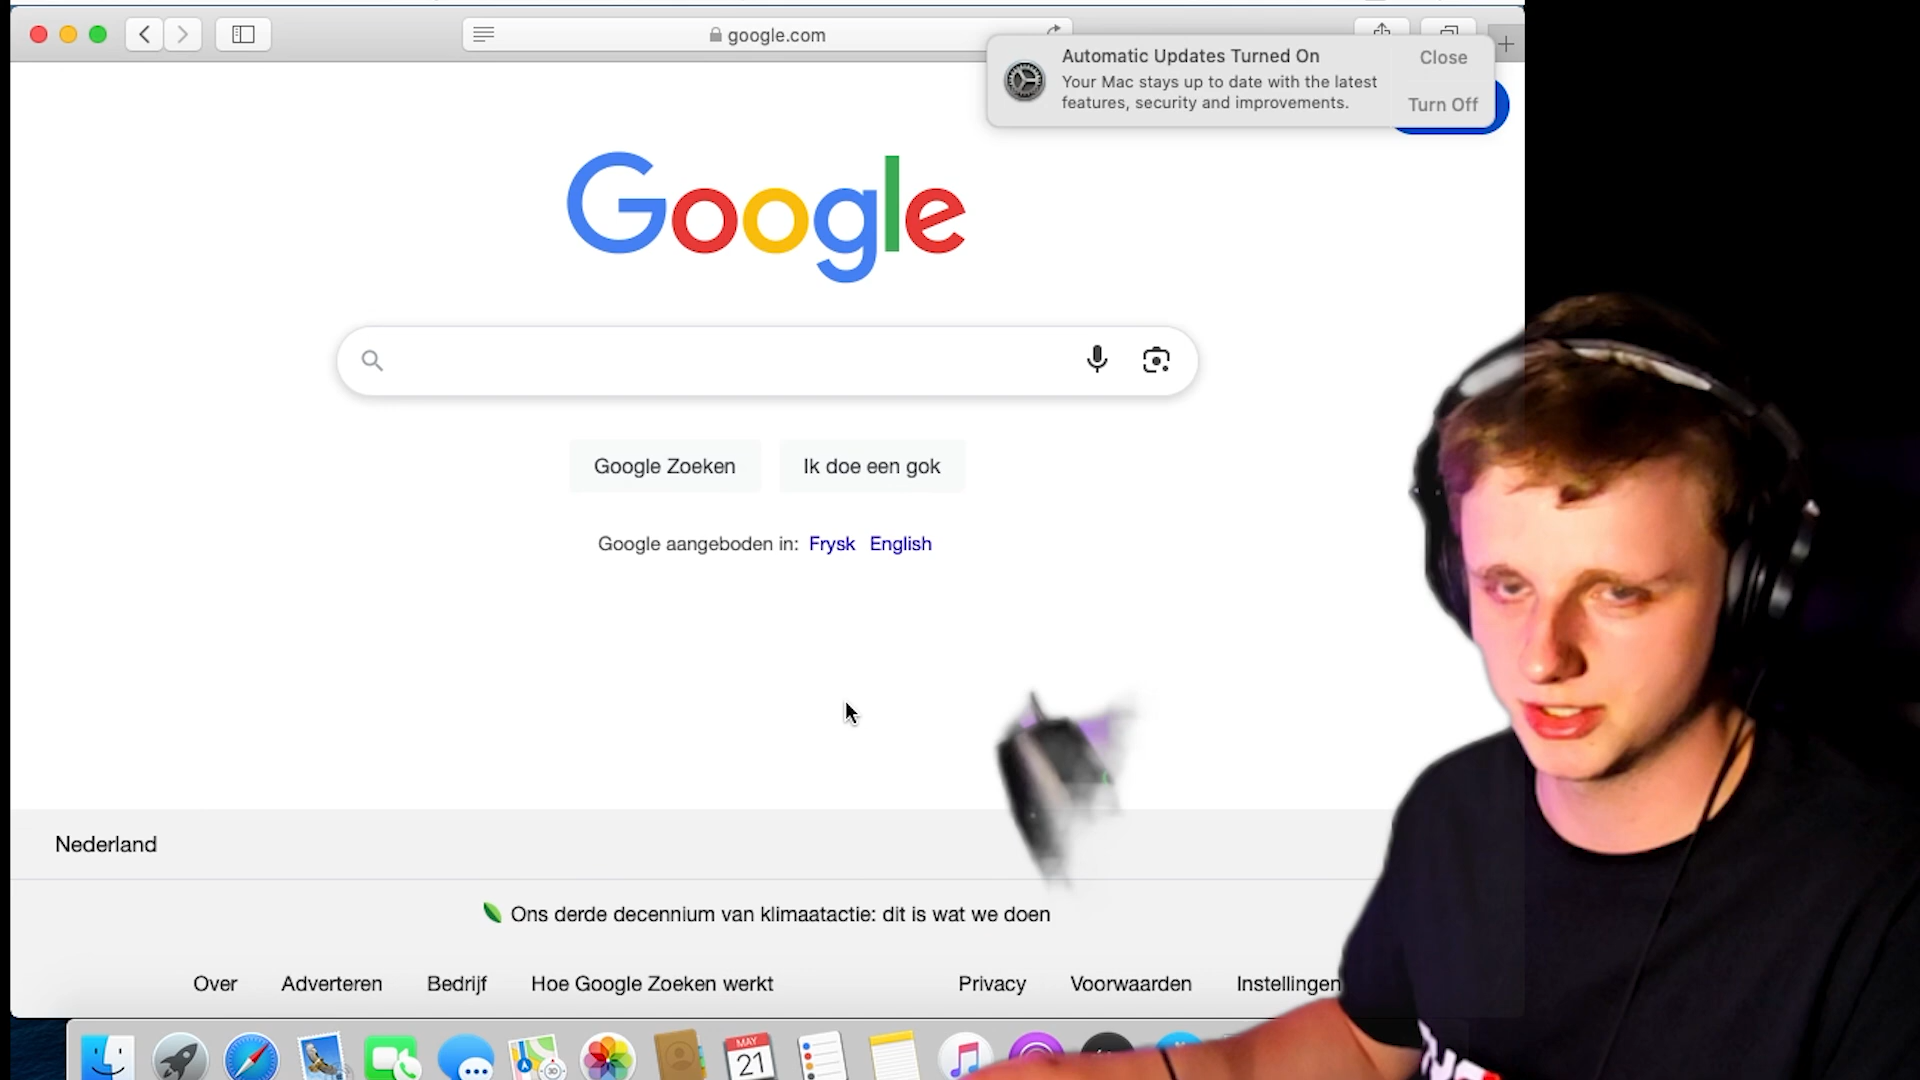 google.com
Automatic Updates Turned On
Your Mac stays up to date with the latest
features, security and improvements.
Close
Turn Off
Google
Google Zoeken
Ik doe een gok
Google aangeboden in: Frysk English
Nederland
Ons derde decennium van klimaatactie: dit is wat we doen
Over
Adverteren
Bedrijf
Hoe Google Zoeken werkt
Privacy
Voorwaarden
Instellingen
MAY
21
3D